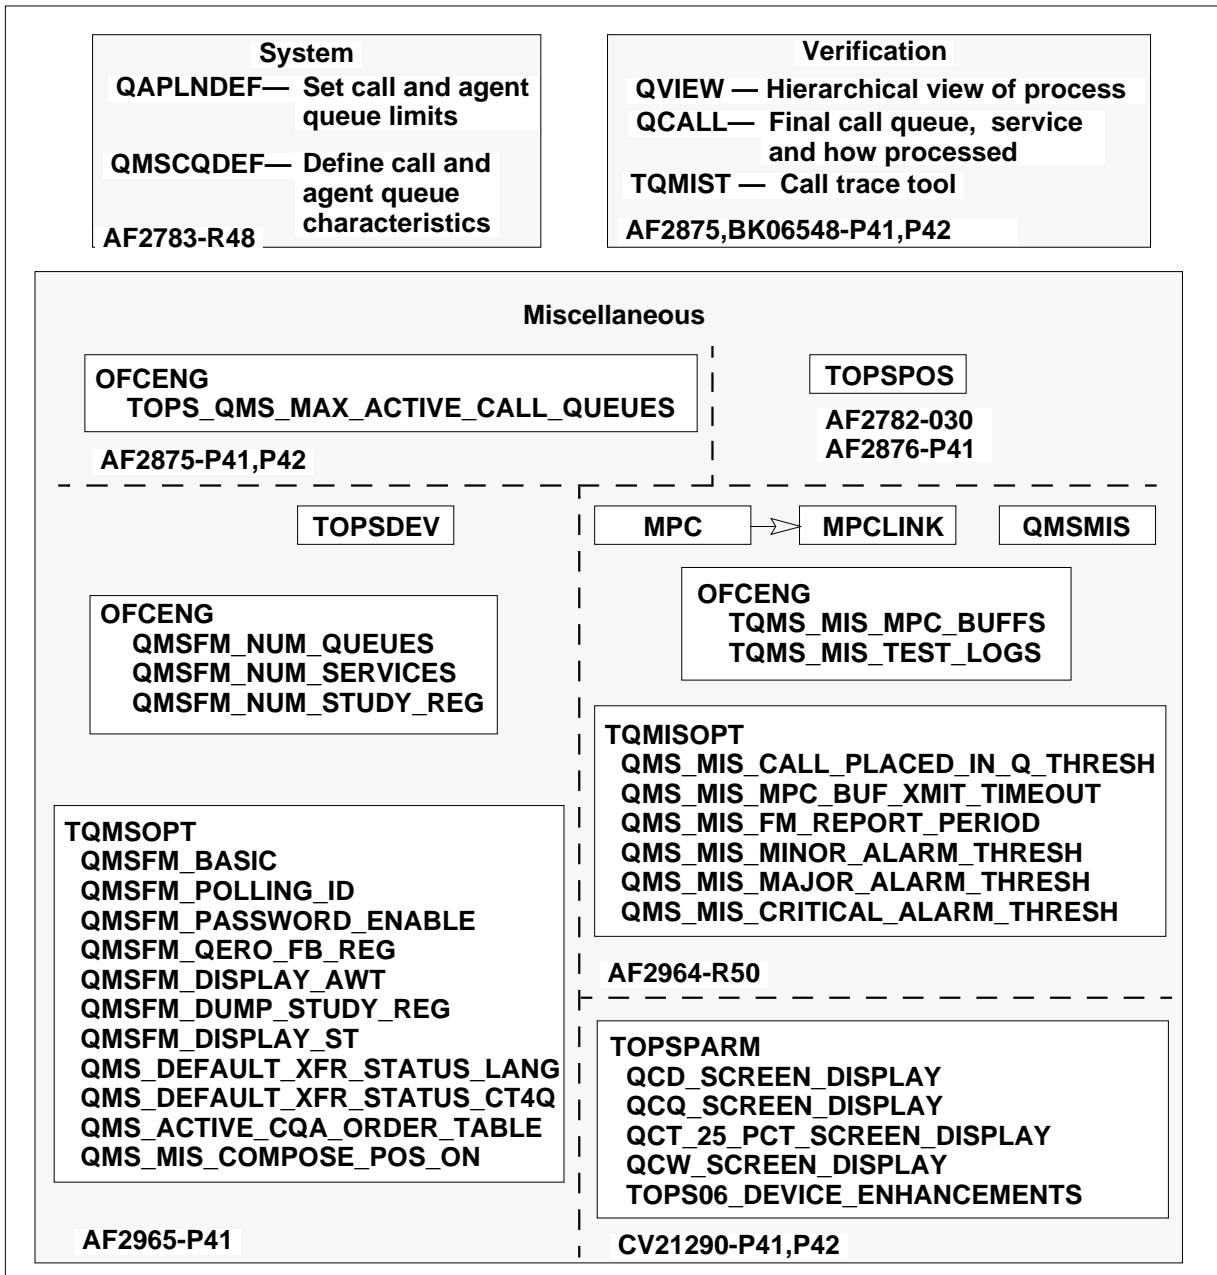 System
QAPLNDEF— Set call and agent
queue limits
QMSCQDEF— Define call and
agent queue
characteristics
AF2783-R48
Verification
QVIEW — Hierarchical view of process
QCALL— Final call queue, service
and how processed
TQMIST — Call trace tool
AF2875,BK06548-P41,P42
Miscellaneous
OFCENG
TOPS_QMS_MAX_ACTIVE_CALL_QUEUES
AF2875-P41,P42
TOPSPOS
AF2782-030
AF2876-P41
TOPSDEV
OFCENG
QMSFM_NUM_QUEUES
QMSFM_NUM_SERVICES
QMSFM_NUM_STUDY_REG
TQMSOPT
QMSFM_BASIC
QMSFM_POLLING_ID
QMSFM_PASSWORD_ENABLE
QMSFM_QERO_FB_REG
QMSFM_DISPLAY_AWT
QMSFM_DUMP_STUDY_REG
QMSFM_DISPLAY_ST
QMS_DEFAULT_XFR_STATUS_LANG
QMS_DEFAULT_XFR_STATUS_CT4Q
QMS_ACTIVE_CQA_ORDER_TABLE
QMS_MIS_COMPOSE_POS_ON
AF2965-P41
MPC MPCLINK QMSMIS
OFCENG
TQMS_MIS_MPC_BUFFS
TQMS_MIS_TEST_LOGS
TQMISOPT
QMS_MIS_CALL_PLACED_IN_Q_THRESH
QMS_MIS_MPC_BUF_XMIT_TIMEOUT
QMS_MIS_FM_REPORT_PERIOD
QMS_MIS_MINOR_ALARM_THRESH
QMS_MIS_MAJOR_ALARM_THRESH
QMS_MIS_CRITICAL_ALARM_THRESH
AF2964-R50
TOPSPARM
QCD_SCREEN_DISPLAY
QCQ_SCREEN_DISPLAY
QCT_25_PCT_SCREEN_DISPLAY
QCW_SCREEN_DISPLAY
TOPS06_DEVICE_ENHANCEMENTS
CV21290-P41,P42